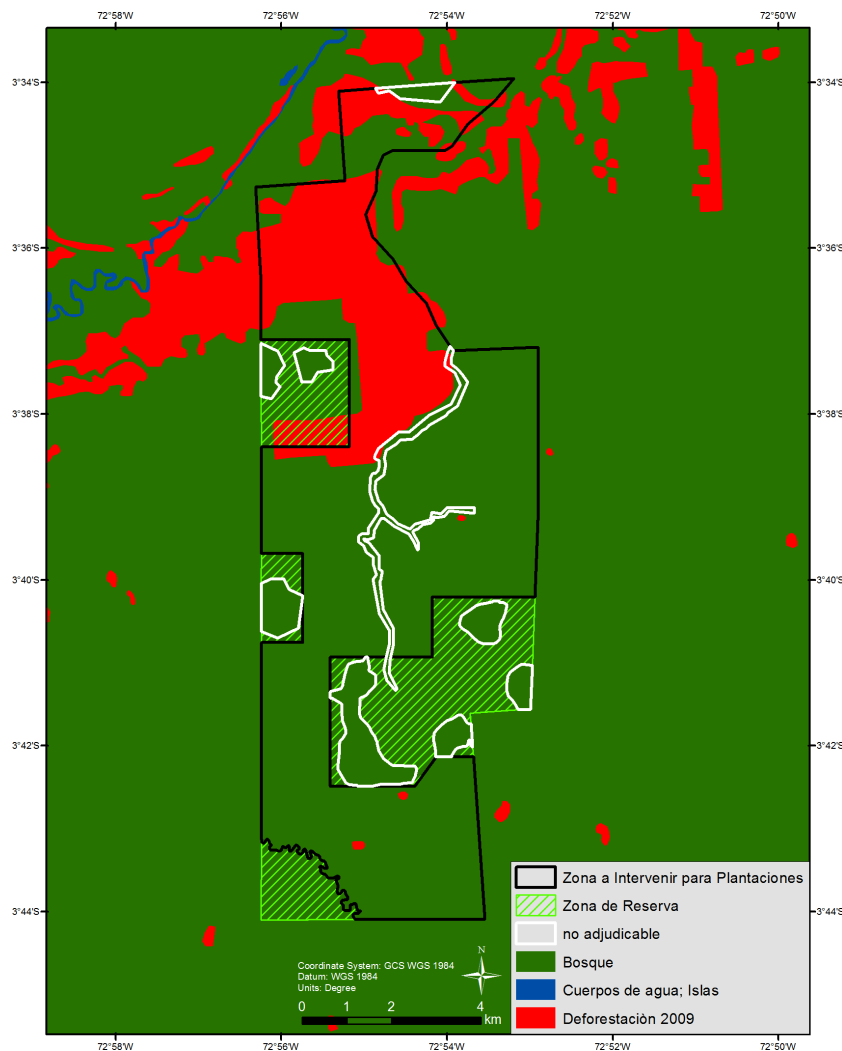 72°58'W 72°56'W 72°54'W 72°52'W 72°50'W
3°34'S 3°34'S
3°36'S 3°36'S
3°38'S 3°38'S
3°40'S 3°40'S
3°42'S 3°42'S
3°44'S 3°44'S
Zona a Intervenir para Plantaciones
Zona de Reserva
no adjudicable
Bosque
Cuerpos de agua; Islas
Deforestación 2009
N
Coordinate System: GCS WGS 1984
Datum: WGS 1984
Units: Degree
0 1 2 4
km
72°58'W 72°56'W 72°54'W 72°52'W 72°50'W